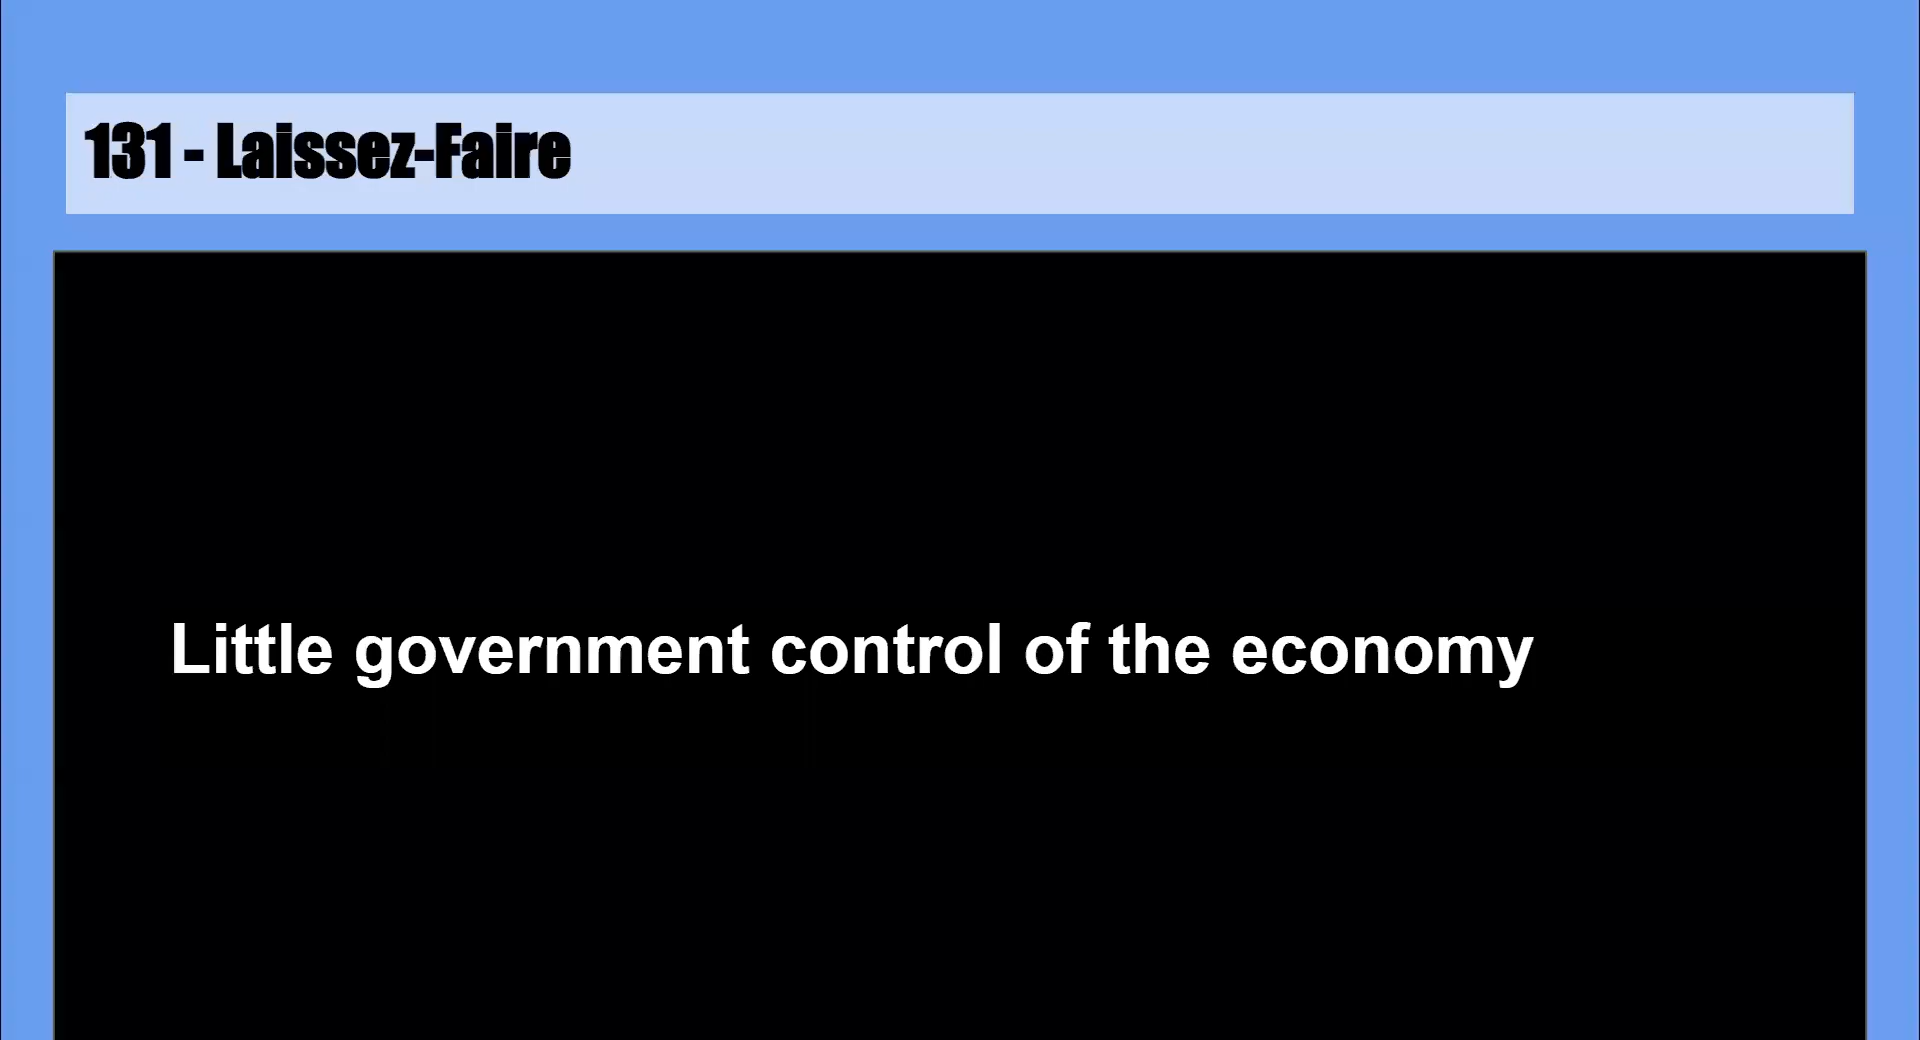 131 - Laissez-Faire
Little government control of the economy